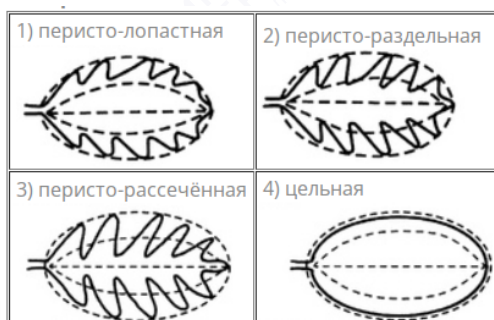 1) перисто-лопастная
2) перисто-раздельная
3) перисто-рассечённая
4) цельная